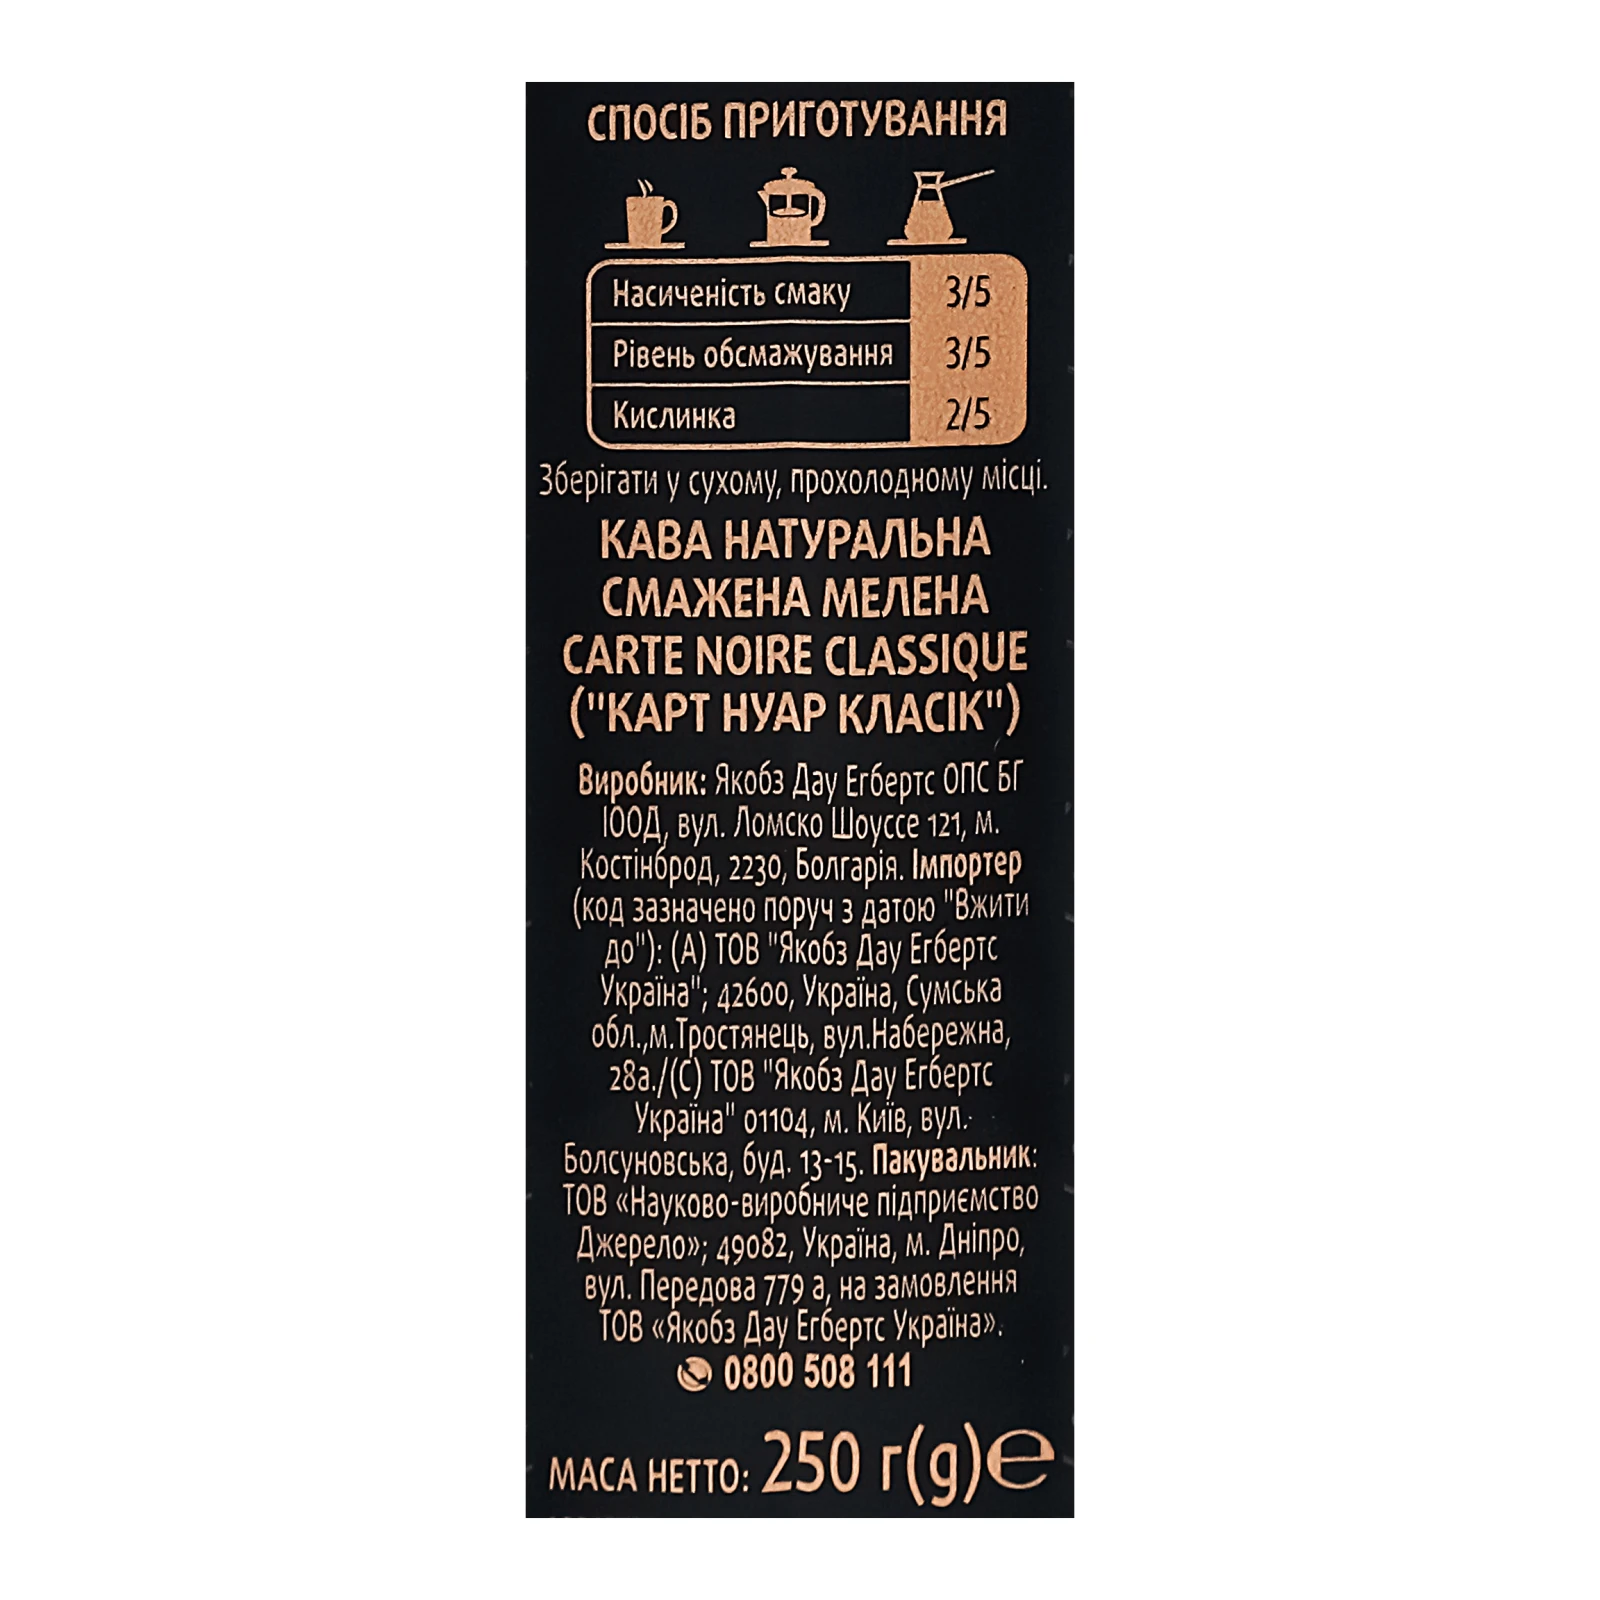 СПОСІБ ПРИГОТУВАННЯ
Насиченість смаку 3/5
Рівень обсмажування 3/5
Кислинка 2/5
Зберігати у сухому, прохолодному місці.
КАВА НАТУРАЛЬНА
СМАЖЕНА МЕЛЕНА
CARTE NOIRE CLASSIQUE
("КАРТ НУАР КЛАСІК")
Виробник: Якобз Дау Егбертс ОПС БГ
ІООД, вул. Ломско Шоуссе 121, м.
Костінброд, 2230, Болгарія. Імпортер
(код зазначено поруч з датою "Вжити
до"): (А) ТОВ "Якобз Дау Егбертс
Україна"; 42600, Україна, Сумська
обл.,м.Тростянець, вул.Набережна,
28а./(С) ТОВ "Якобз Дау Егбертс
Україна" 01104, м. Київ, вул.
Болсуновська, буд. 13-15. Пакувальник:
ТОВ «Науково-виробниче підприємство
Джерело»; 49082, Україна, м. Дніпро,
вул. Передова 779 а, на замовлення
ТОВ «Якобз Дау Егбертс Україна».
0800 508 111
МАСА НЕТТО: 250 г(g)℮